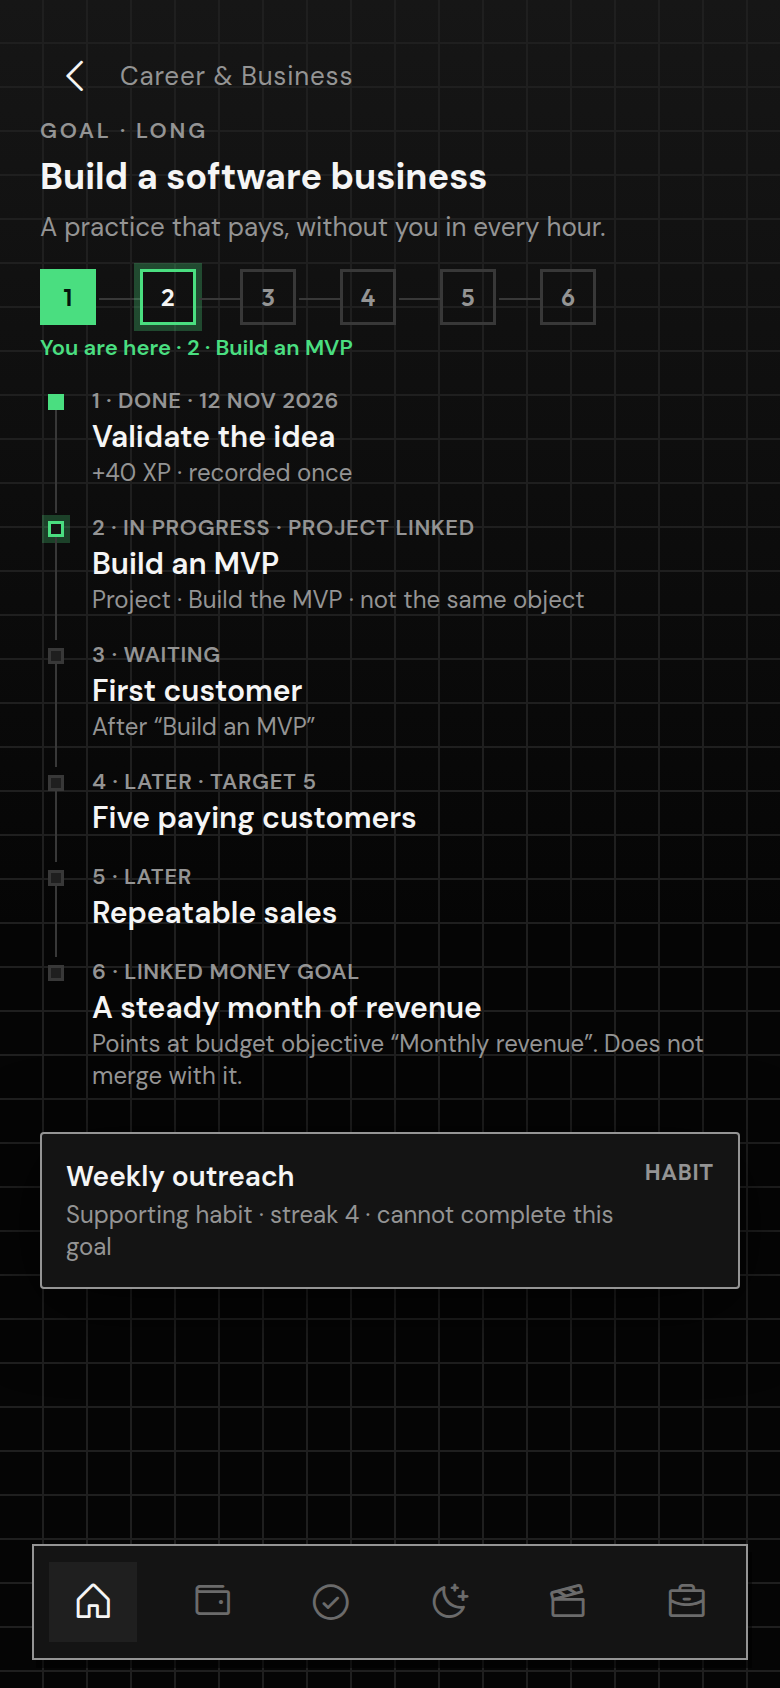 Career & Business
GOAL · LONG
Build a software business
A practice that pays, without you in every hour.
1 2 3 4 5 6
You are here · 2 · Build an MVP
1 · DONE · 12 NOV 2026
Validate the idea
+40 XP · recorded once
2 · IN PROGRESS · PROJECT LINKED
Build an MVP
Project · Build the MVP · not the same object
3 · WAITING
First customer
After “Build an MVP”
4 · LATER · TARGET 5
Five paying customers
5 · LATER
Repeatable sales
6 · LINKED MONEY GOAL
A steady month of revenue
Points at budget objective “Monthly revenue”. Does not
merge with it.
Weekly outreach
HABIT
Supporting habit · streak 4 · cannot complete this
goal